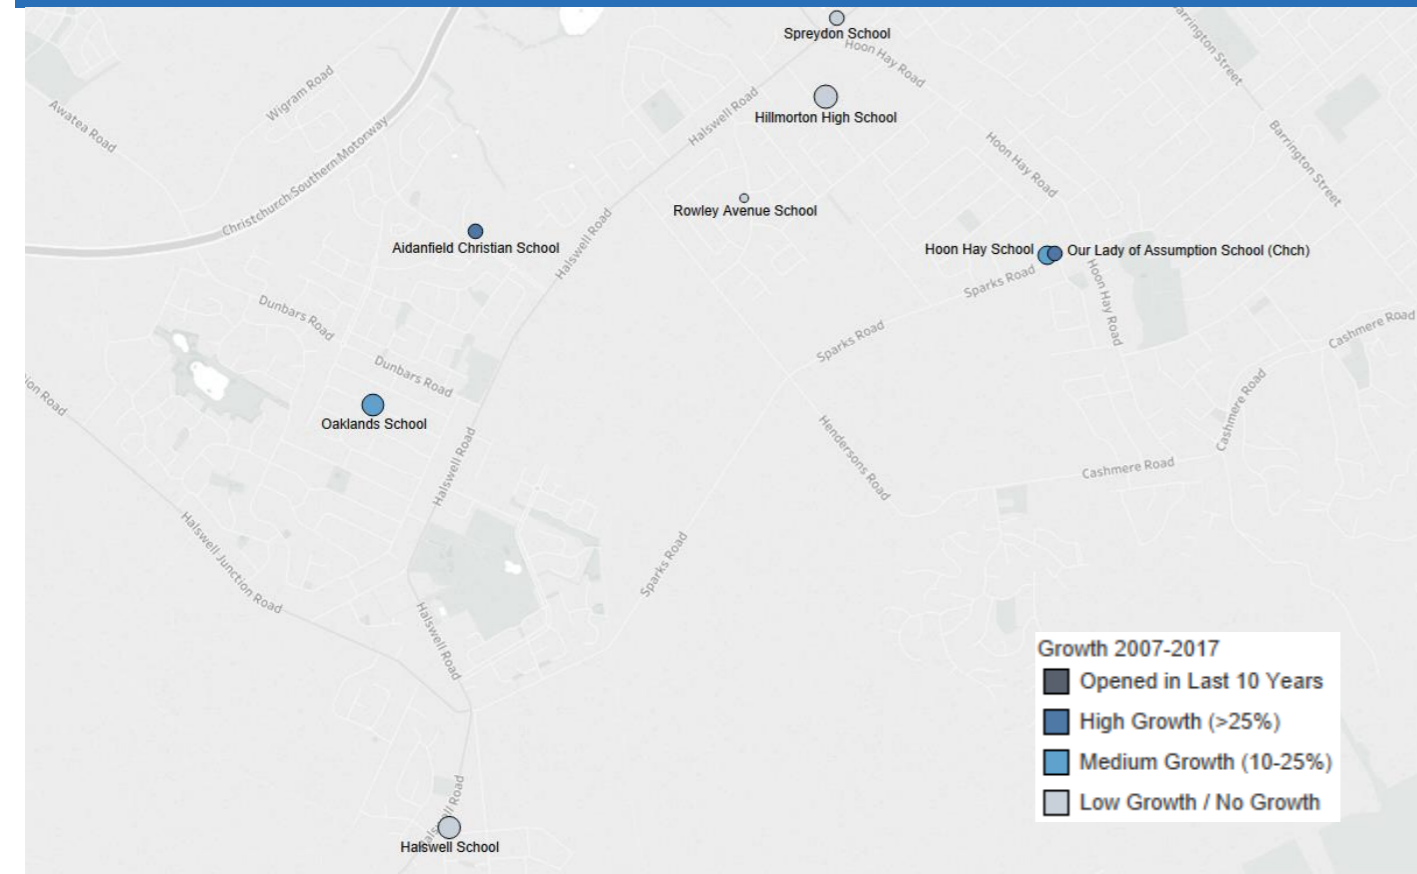 Spreydon School
Hoon Hay Road
Barrington Street
Wigram Road
Awatea Road
Halswell Road
Hillmorton High School
Christchurch Southern Motorway
Hoon Hay Road
Barrington Street
Rowley Avenue School
Aidanfield Christian School
Halswell Road
Hoon Hay School
Our Lady of Assumption School (Chch)
Sparks Road
Hoon Hay Road
Dunbars Road
Sparks Road
Cashmere Road
Dunbars Road
ion Road
Oaklands School
Cashmere Road
Halswell Road
Hendersons Road
Cashmere Road
Halswell Junction Road
Sparks Road
Halswell Road
Growth 2007-2017
Opened in Last 10 Years
High Growth (>25%)
Medium Growth (10-25%)
Low Growth / No Growth
Halswell Road
Halswell School